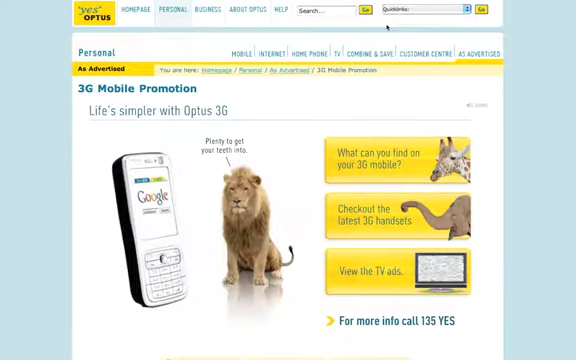 'yes'
OPTUS
HOMEPAGE PERSONAL BUSINESS ABOUT OPTUS HELP Search... Go Quicklinks: Go
Personal
MOBILE INTERNET HOME PHONE TV COMBINE & SAVE CUSTOMER CENTRE AS ADVERTISED
As Advertised You are here: Homepage / Personal / As Advertised / 3G Mobile Promotion
3G Mobile Promotion
Life's simpler with Optus 3G
Plenty to get
your teeth into.
Google
What can you find on
your 3G mobile?
Checkout the
latest 3G handsets
View the TV ads.
For more info call 135 YES